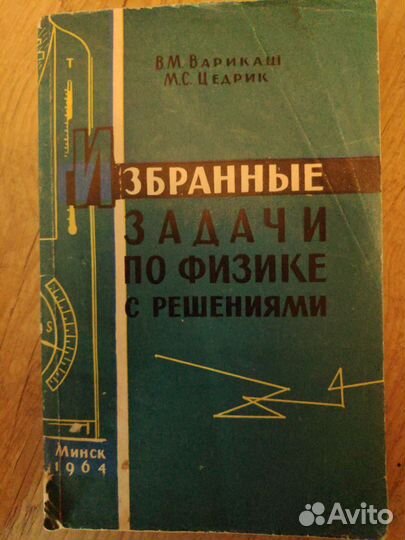 В. М. ВАРИКАШ
М. С. ЦЕДРИК
ИЗБРАННЫЕ
ЗАДАЧИ
ПО ФИЗИКЕ
С РЕШЕНИЯМИ
T
S
МИНСК
1964
Avito